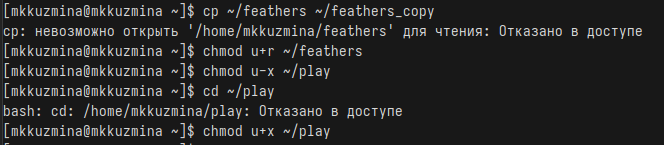 [mkkuzmina@mkkuzmina ~]$ cp ~/feathers ~/feathers_copy
cp: невозможно открыть '/home/mkkuzmina/feathers' для чтения: Отказано в доступе
[mkkuzmina@mkkuzmina ~]$ chmod u+r ~/feathers
[mkkuzmina@mkkuzmina ~]$ chmod u-x ~/play
[mkkuzmina@mkkuzmina ~]$ cd ~/play
bash: cd: /home/mkkuzmina/play: Отказано в доступе
[mkkuzmina@mkkuzmina ~]$ chmod u+x ~/play